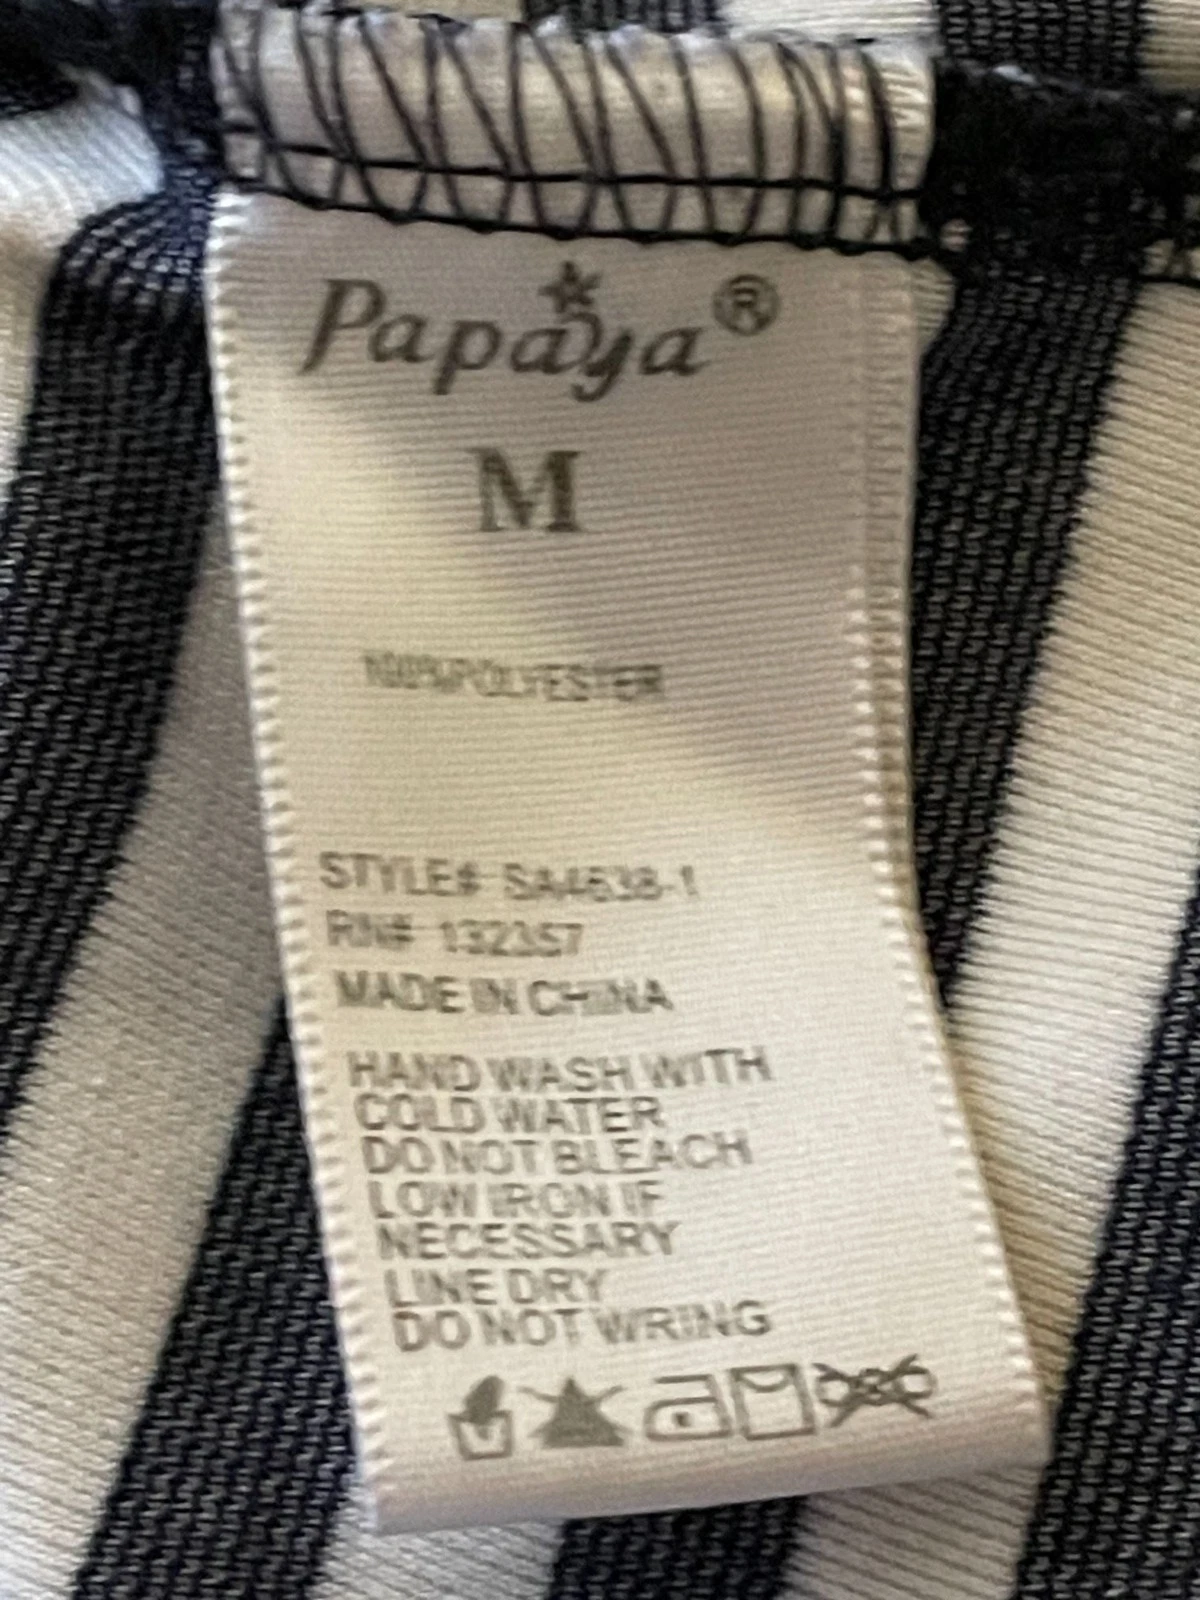 Papaya®
M
100%POLYESTER
STYLE# SA4638-1
RN# 132357
MADE IN CHINA
HAND WASH WITH
COLD WATER
DO NOT BLEACH
LOW IRON IF
NECESSARY
LINE DRY
DO NOT WRING